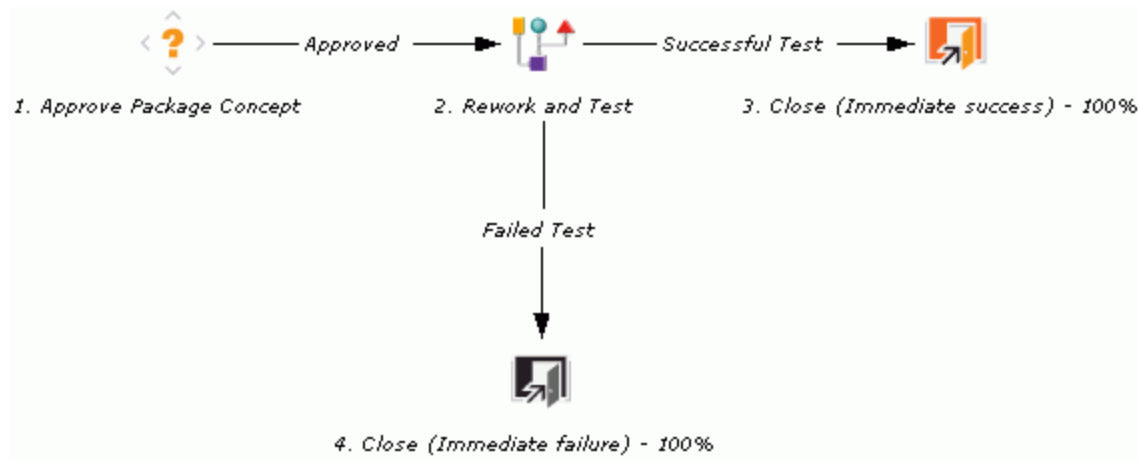 Approved
Successful Test
1. Approve Package Concept
2. Rework and Test
3. Close (Immediate success) - 100%
Failed Test
4. Close (Immediate failure) - 100%